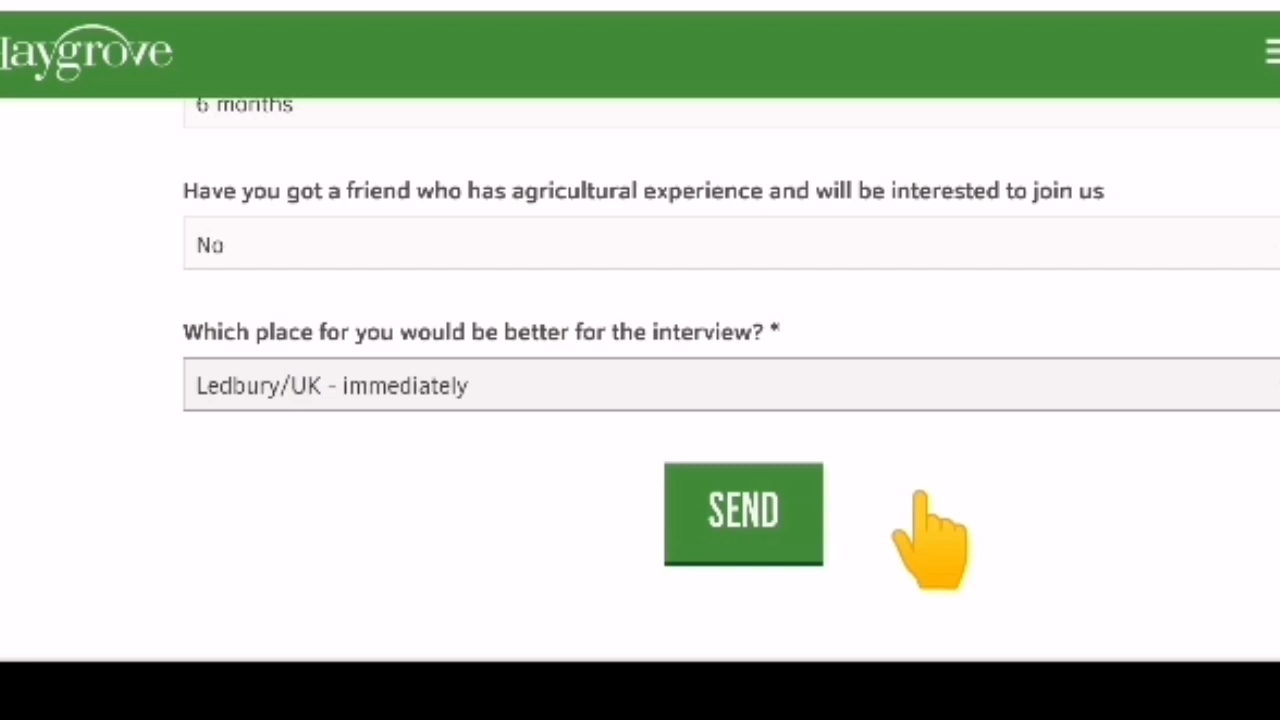 Haygrove
6 months
Have you got a friend who has agricultural experience and will be interested to join us
No
Which place for you would be better for the interview? *
Ledbury/UK - immediately
SEND